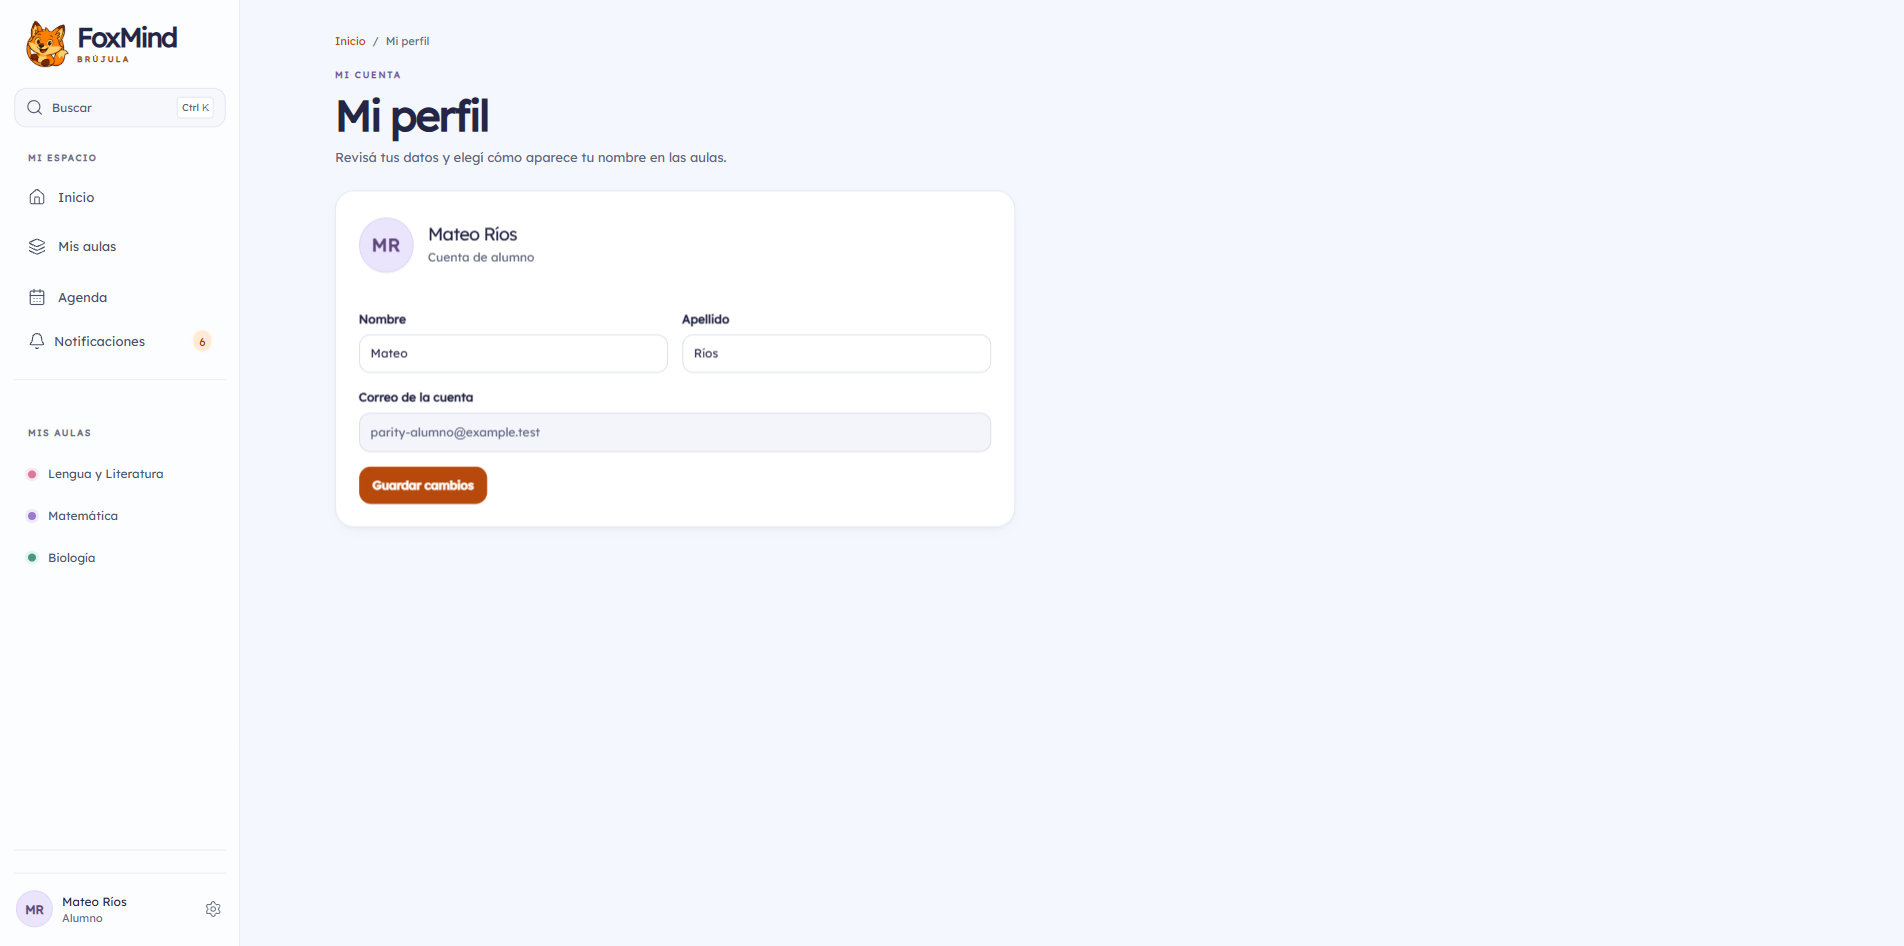 FoxMind
BRÚJULA
Buscar
Ctrl K
MI ESPACIO
Inicio
Mis aulas
Agenda
Notificaciones
6
MIS AULAS
Lengua y Literatura
Matemática
Biología
MR
Mateo Ríos
Alumno
Inicio / Mi perfil
MI CUENTA
Mi perfil
Revisá tus datos y elegí cómo aparece tu nombre en las aulas.
MR
Mateo Ríos
Cuenta de alumno
Nombre
Mateo
Apellido
Ríos
Correo de la cuenta
parity-alumno@example.test
Guardar cambios